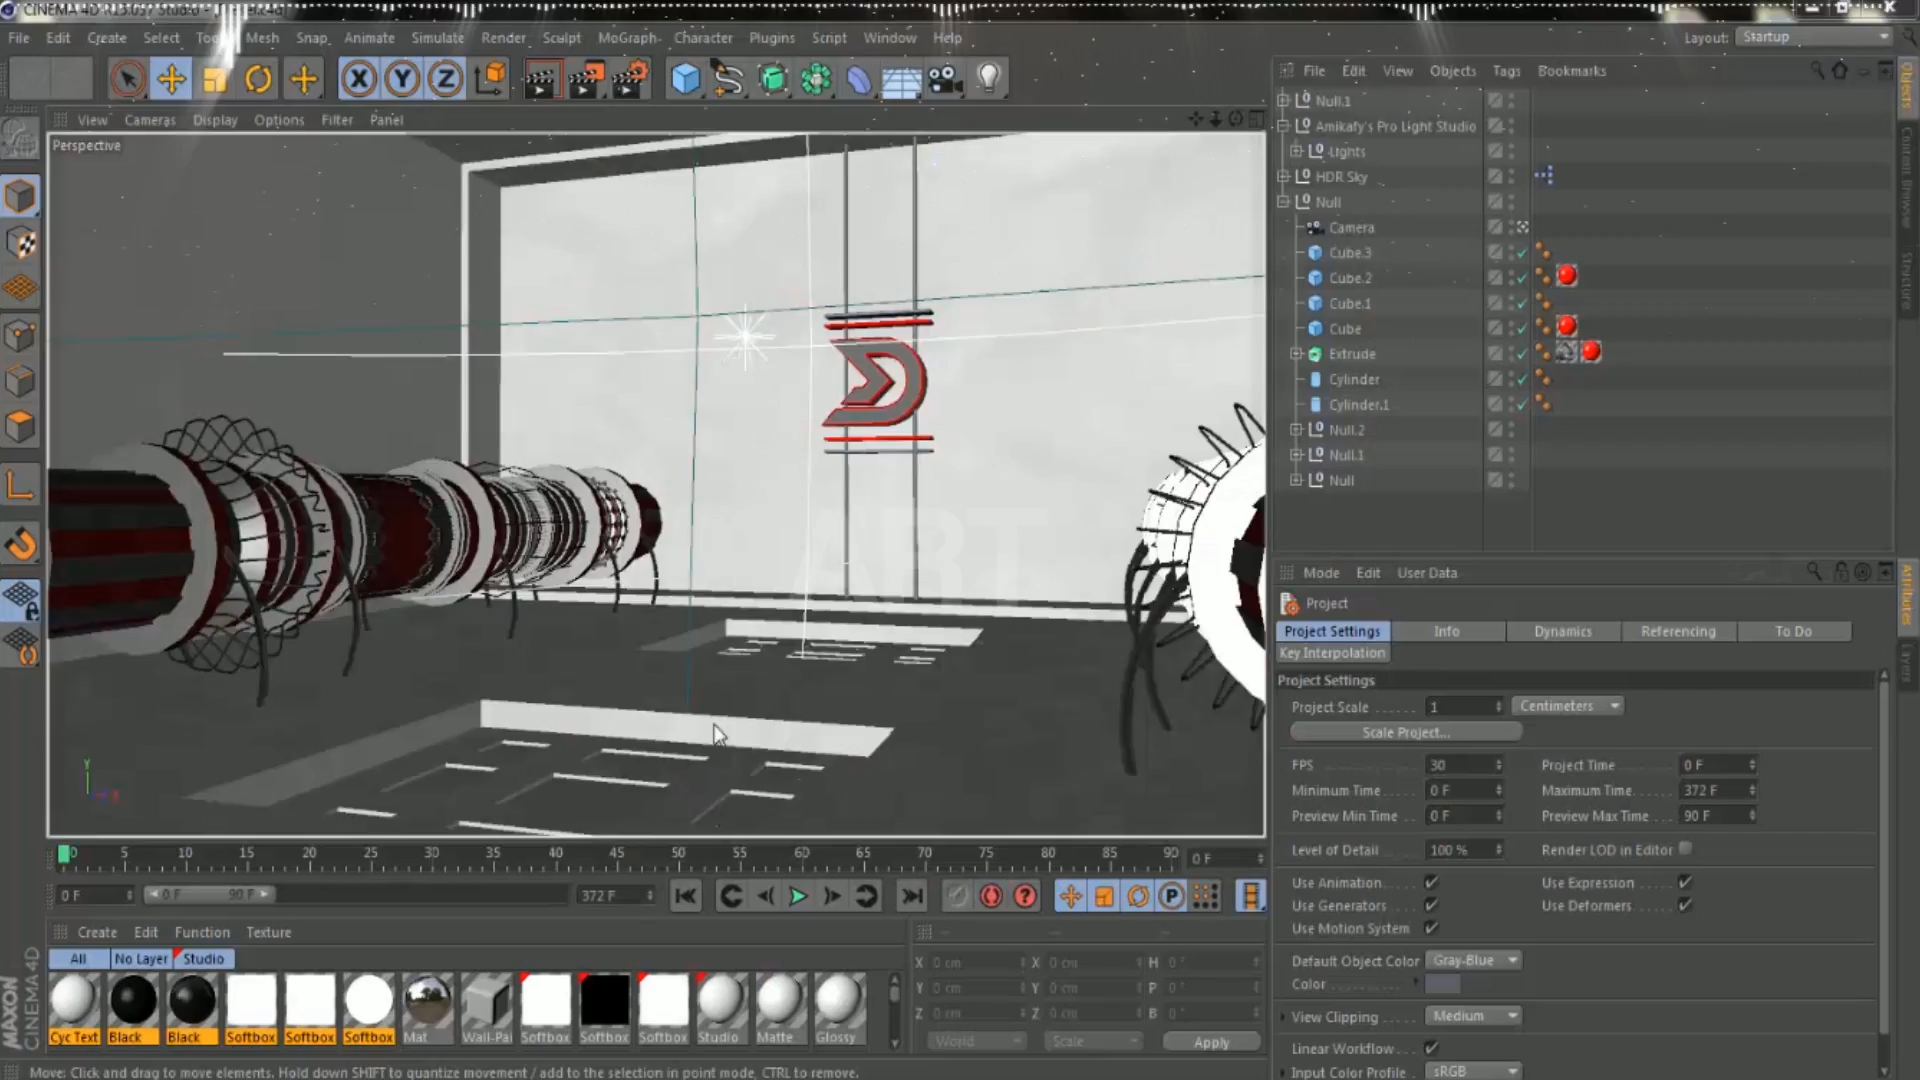 File Edit Create Select Mesh Snap Animate Simulate Render Sculpt MoGraph Character Plugins Script Window Help
Layout: Startup
View Cameras Display Options Filter Panel
Perspective
ART
File Edit View Objects Tags Bookmarks
Null.1
Amikafy's Pro Light Studio
Lights
HDR Sky
Null
Camera
Cube.3
Cube.2
Cube.1
Cube
Extrude
Cylinder
Cylinder.1
Null.2
Null.1
Null
Objects
Content Browser
Structure
Mode Edit User Data
Project
Project Settings Info Dynamics Referencing To Do
Key Interpolation
Project Settings
Project Scale 1 Centimeters
Scale Project...
FPS 30 Project Time 0 F
Minimum Time 0 F Maximum Time 372 F
Preview Min Time 0 F Preview Max Time 90 F
Level of Detail 100 % Render LOD in Editor
Use Animation Use Expression
Use Generators Use Deformers
Use Motion System
Default Object Color Gray-Blue
Color
View Clipping Medium
Linear Workflow
Input Color Profile sRGB
Attributes
Layers
0 5 10 15 20 25 30 35 40 45 50 55 60 65 70 75 80 85 90 0 F
0 F 0 F 90 F 372 F
Create Edit Function Texture
All No Layer Studio
Cyc Text Black Black Softbox Softbox Softbox Mat Wall-Pai Softbox Softbox Softbox Studio Matte Glossy
X 0 cm X 0 cm H 0 °
Y 0 cm Y 0 cm P 0 °
Z 0 cm Z 0 cm B 0 °
World Scale Apply
MAXON
CINEMA 4D
Move: Click and drag to move elements. Hold down SHIFT to quantize movement / add to the selection in point mode, CTRL to remove.